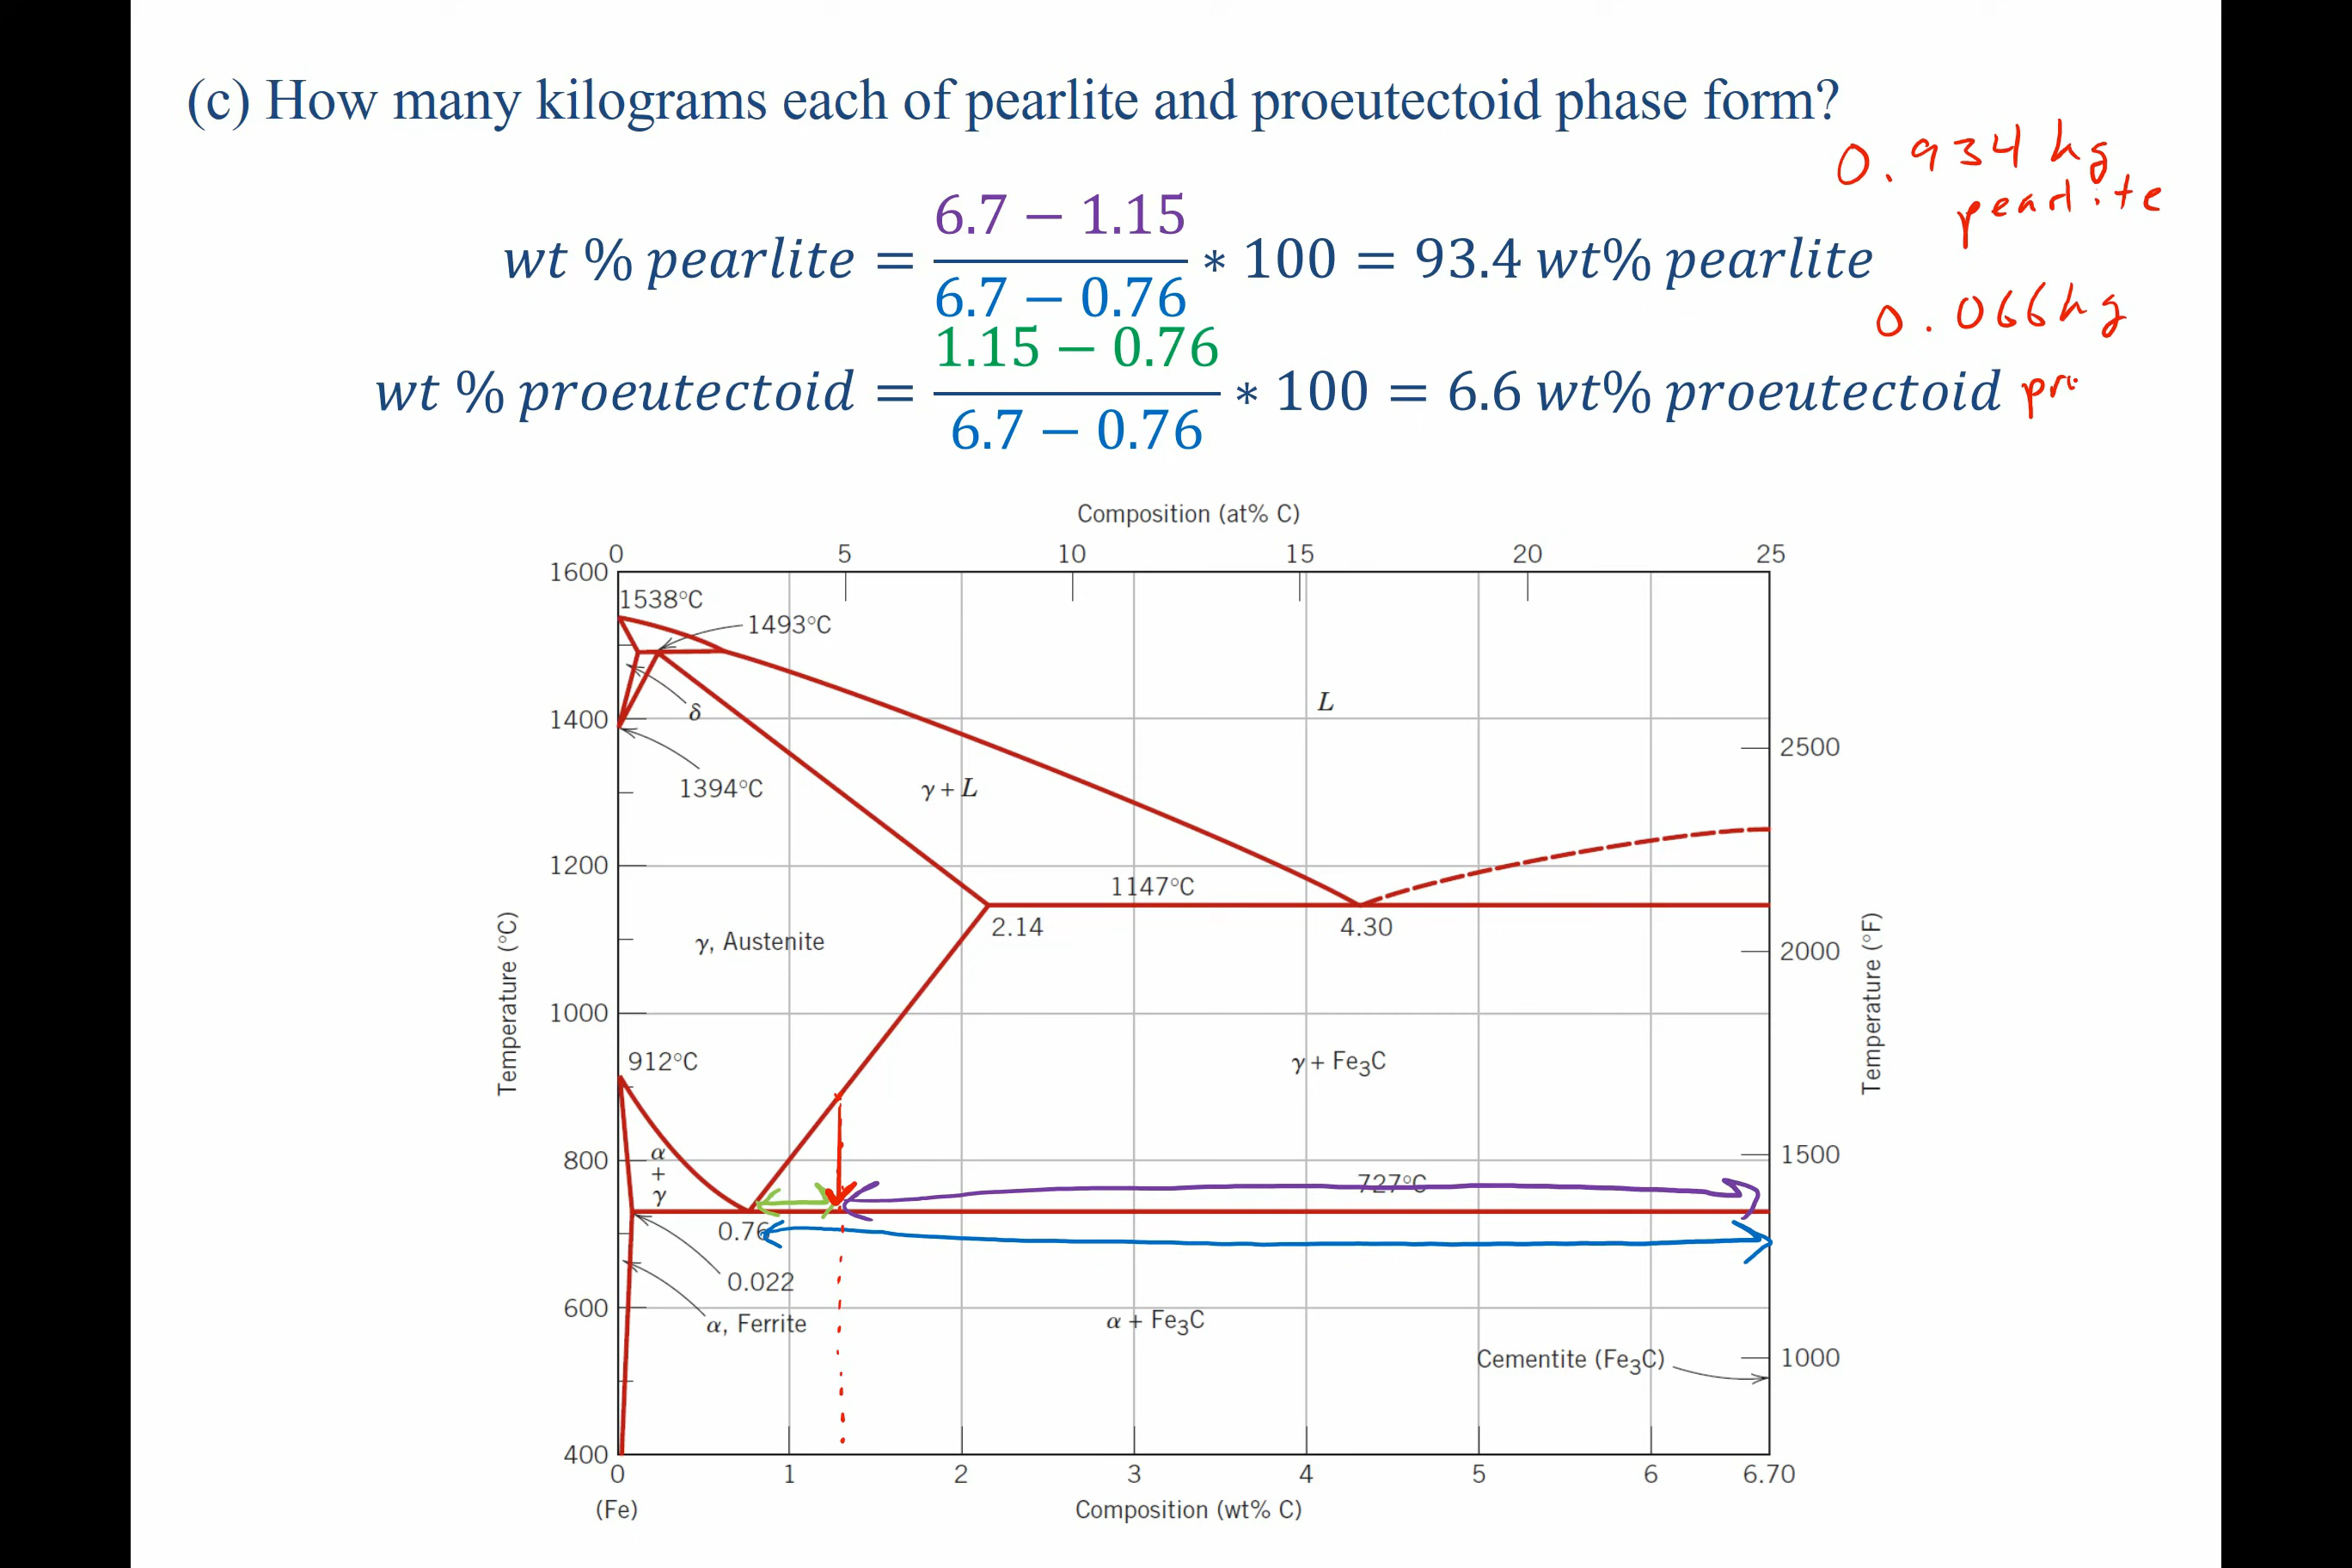 (c) How many kilograms each of pearlite and proeutectoid phase form?
0.934 kg
pearlite
wt % pearlite = (6.7 − 1.15)/(6.7 − 0.76) * 100 = 93.4 wt% pearlite
0.066 kg
wt % proeutectoid = (1.15 − 0.76)/(6.7 − 0.76) * 100 = 6.6 wt% proeutectoid pro
Composition (at% C)
0 5 10 15 20 25
1600
1538°C
1493°C
L
δ
1400
2500
1394°C
γ + L
1200
1147°C
2.14
4.30
γ, Austenite
2000
Temperature (°C)
Temperature (°F)
1000
912°C
γ + Fe₃C
α
+
γ
800
1500
727°C
0.76
0.022
600
α, Ferrite
α + Fe₃C
Cementite (Fe₃C)
1000
400
0 1 2 3 4 5 6 6.70
(Fe)
Composition (wt% C)